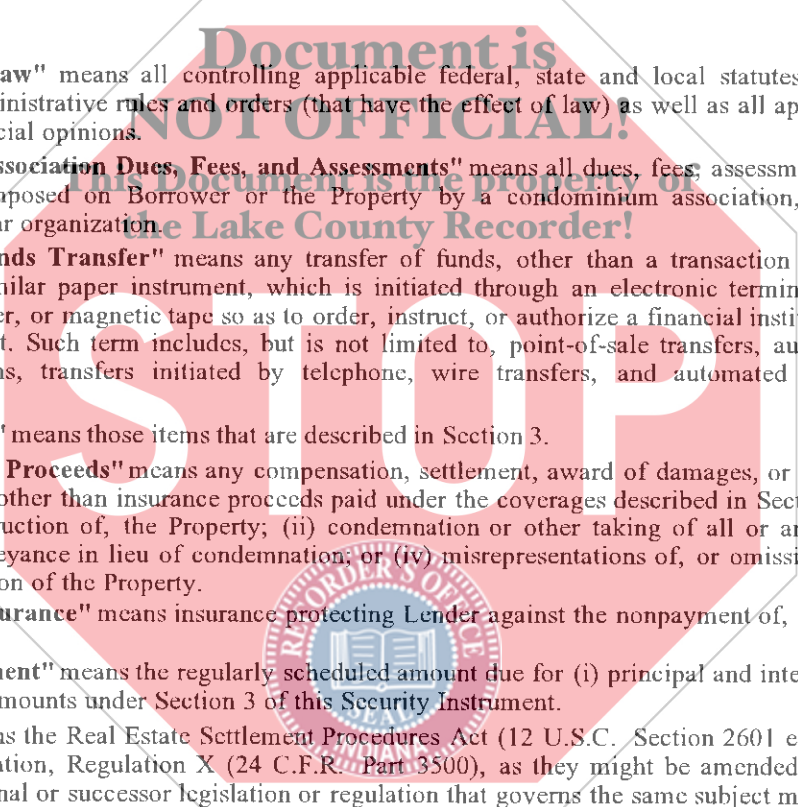 Document is
aw" means all controlling applicable federal, state and local statutes
inistrative rules and orders (that have the effect of law) as well as all ap
NOT OFFICIAL!
cial opinions.
ssociation Dues, Fees, and Assessments" means all dues, fees, assessm
This Document is the property of
nposed on Borrower or the Property by a condominium association,
the Lake County Recorder!
ar organization.
nds Transfer" means any transfer of funds, other than a transaction
milar paper instrument, which is initiated through an electronic termin
er, or magnetic tape so as to order, instruct, or authorize a financial insti
t. Such term includes, but is not limited to, point-of-sale transfers, au
ns, transfers initiated by telephone, wire transfers, and automated
STOP
" means those items that are described in Section 3.
Proceeds" means any compensation, settlement, award of damages, or
other than insurance proceeds paid under the coverages described in Sect
uction of, the Property; (ii) condemnation or other taking of all or an
eyance in lieu of condemnation; or (iv) misrepresentations of, or omissi
on of the Property.
urance" means insurance protecting Lender against the nonpayment of,
RECORDER'S OFFICE
nent" means the regularly scheduled amount due for (i) principal and inte
mounts under Section 3 of this Security Instrument.
SEAL
ns the Real Estate Settlement Procedures Act (12 U.S.C. Section 2601 e
INDIANA
ation, Regulation X (24 C.F.R. Part 3500), as they might be amended
nal or successor legislation or regulation that governs the same subject m